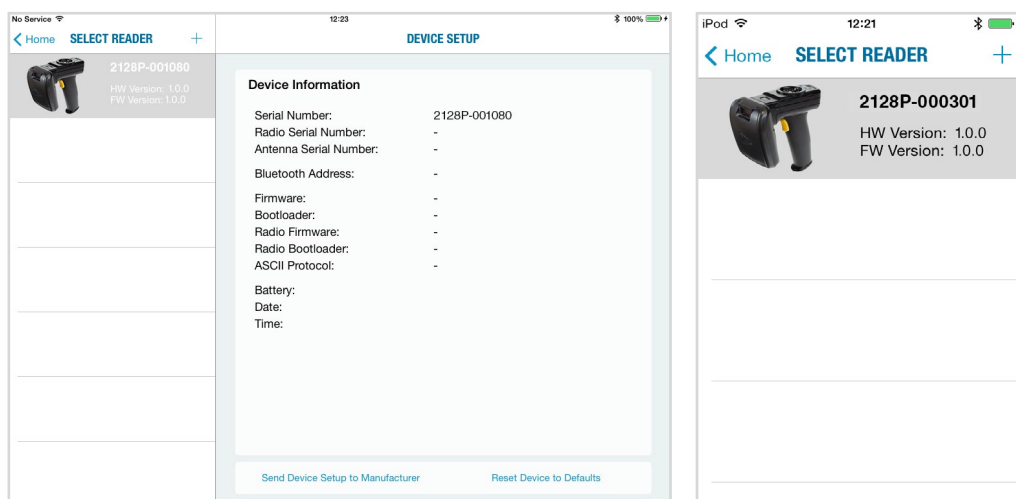 No Service
12:23
100%
Home SELECT READER +
DEVICE SETUP
2128P-001080
HW Version: 1.0.0
FW Version: 1.0.0
Device Information
Serial Number: 2128P-001080
Radio Serial Number: -
Antenna Serial Number: -
Bluetooth Address: -
Firmware: -
Bootloader: -
Radio Firmware: -
Radio Bootloader: -
ASCII Protocol: -
Battery:
Date:
Time:
Send Device Setup to Manufacturer
Reset Device to Defaults
iPod
12:21
Home SELECT READER +
2128P-000301
HW Version: 1.0.0
FW Version: 1.0.0